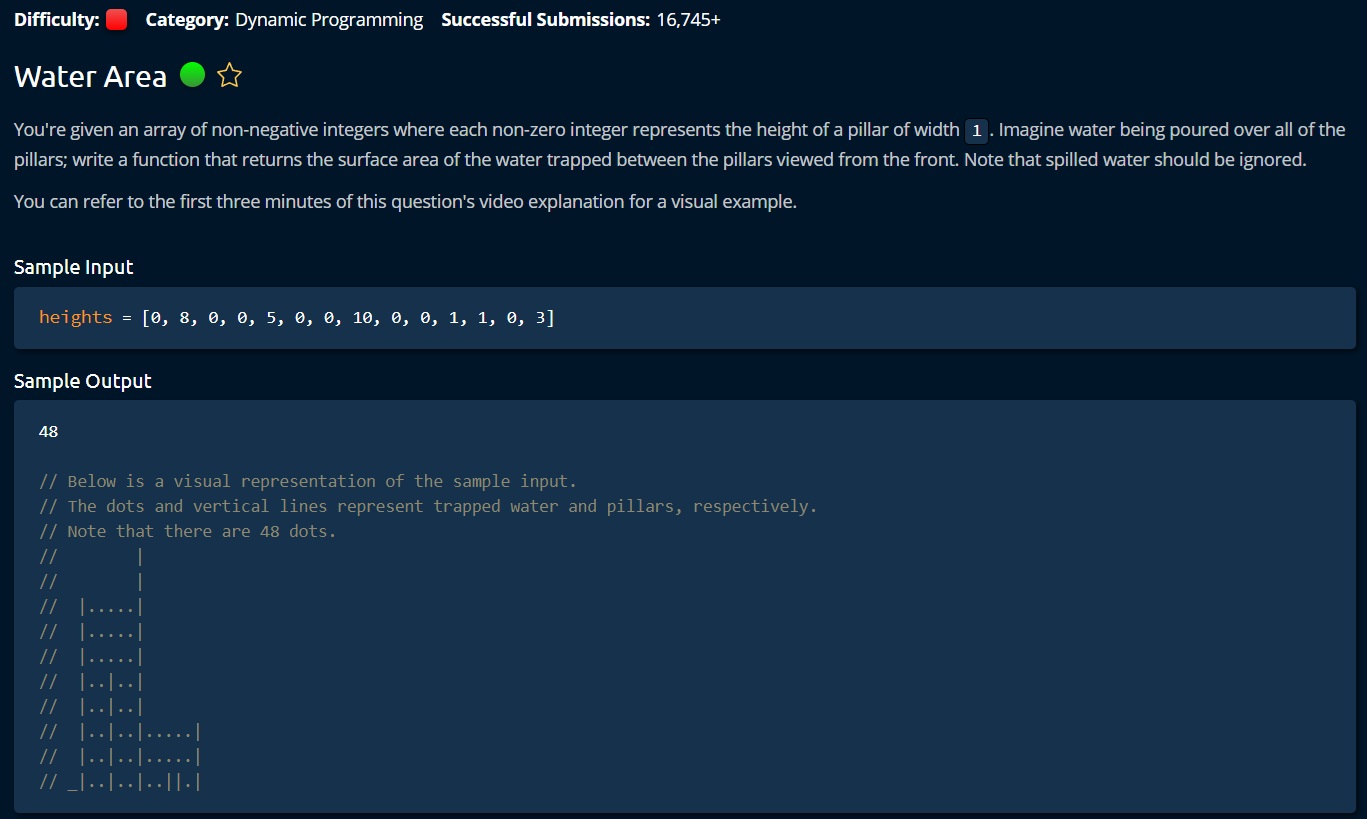 Difficulty: Category: Dynamic Programming Successful Submissions: 16,745+
Water Area
You're given an array of non-negative integers where each non-zero integer represents the height of a pillar of width 1. Imagine water being poured over all of the
pillars; write a function that returns the surface area of the water trapped between the pillars viewed from the front. Note that spilled water should be ignored.
You can refer to the first three minutes of this question's video explanation for a visual example.
Sample Input
heights = [0, 8, 0, 0, 5, 0, 0, 10, 0, 0, 1, 1, 0, 3]
Sample Output
48
// Below is a visual representation of the sample input.
// The dots and vertical lines represent trapped water and pillars, respectively.
// Note that there are 48 dots.
//        |
//        |
//  |.....|
//  |.....|
//  |.....|
//  |..|..|
//  |..|..|
//  |..|..|.....|
//  |..|..|.....|
// _|..|..|..||.|